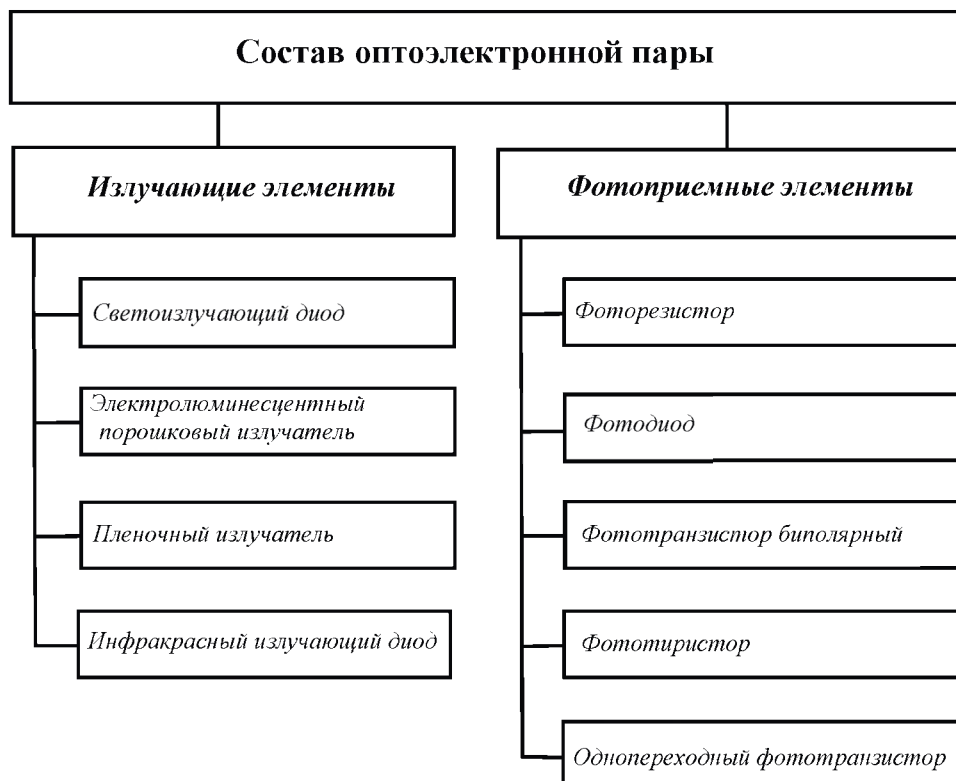 Состав оптоэлектронной пары
Излучающие элементы
Светоизлучающий диод
Электролюминесцентный
порошковый излучатель
Пленочный излучатель
Инфракрасный излучающий диод
Фотоприемные элементы
Фоторезистор
Фотодиод
Фототранзистор биполярный
Фототиристор
Однопереходный фототранзистор